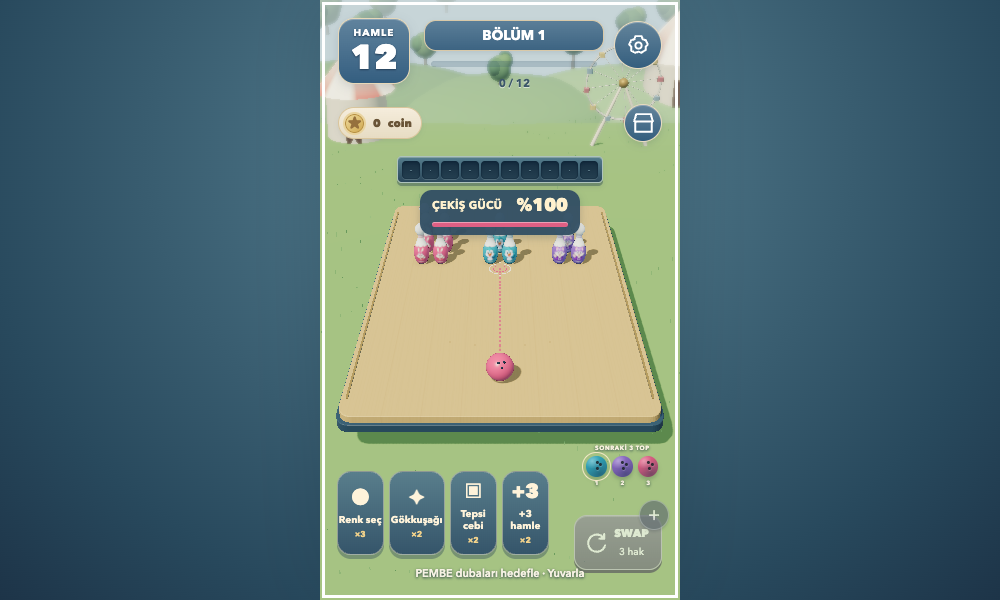 HAMLE
12
BÖLÜM 1
0 / 12
0 coin
ÇEKİŞ GÜCÜ %100
SONRAKİ 3 TOP
1 2 3
Renk seç
×3
Gökkuşağı
×2
Tepsi
cebi
×2
+3
+3
hamle
×2
+
SWAP
3 hak
PEMBE dubaları hedefle · Yuvarla